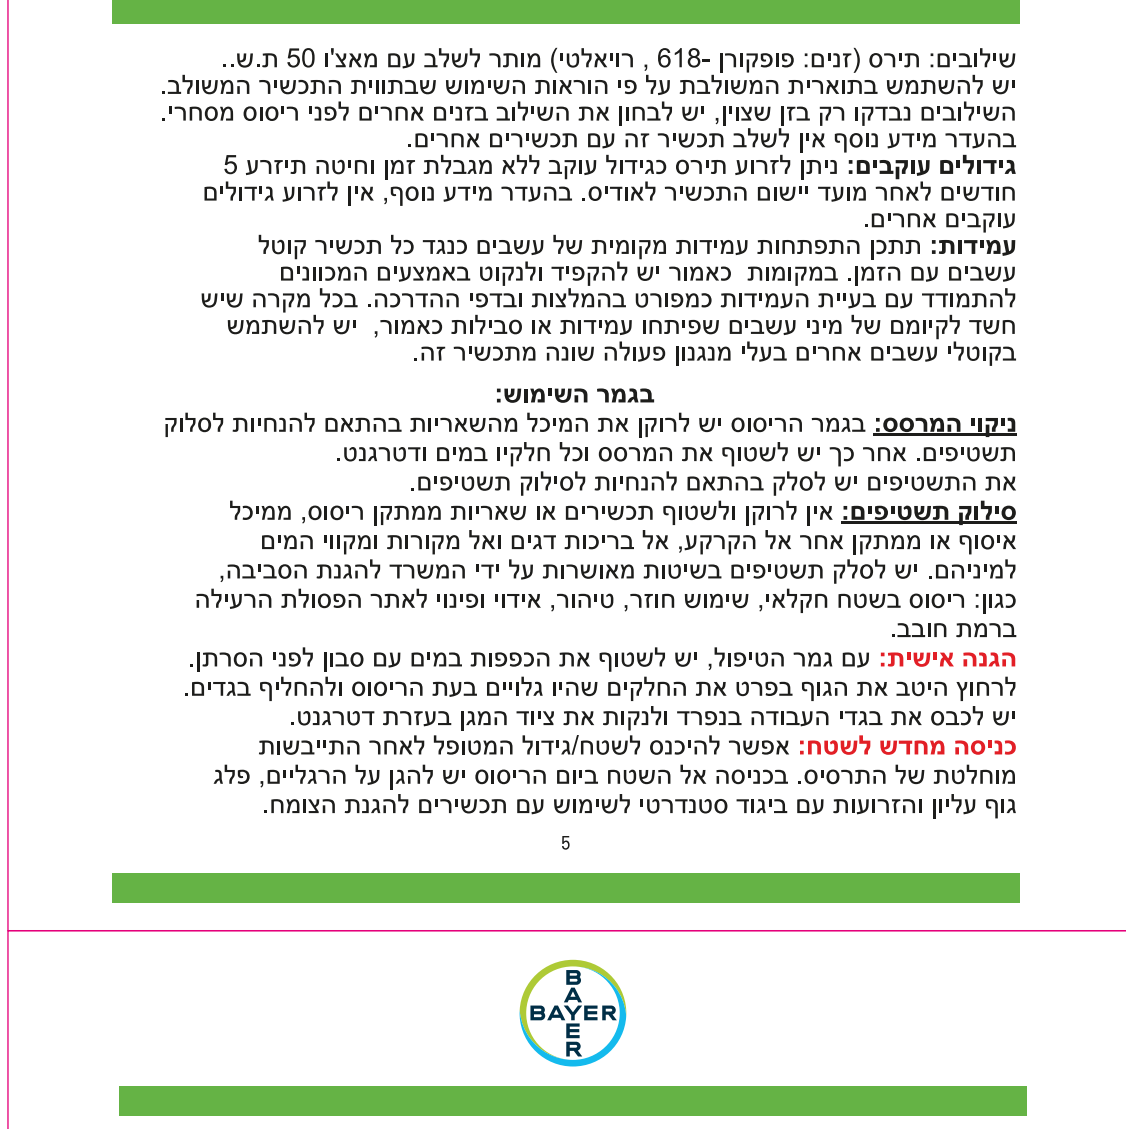 שילובים: תירס (זנים: פופקורן -618 , רויאלטי) מותר לשלב עם מאצ'ו 50 ת.ש..
יש להשתמש בתוארית המשולבת על פי הוראות השימוש שבתווית התכשיר המשולב.
השילובים נבדקו רק בזן שצוין, יש לבחון את השילוב בזנים אחרים לפני ריסוס מסחרי.
בהעדר מידע נוסף אין לשלב תכשיר זה עם תכשירים אחרים.
גידולים עוקבים: ניתן לזרוע תירס כגידול עוקב ללא מגבלת זמן וחיטה תיזרע 5
חודשים לאחר מועד יישום התכשיר לאודיס. בהעדר מידע נוסף, אין לזרוע גידולים
עוקבים אחרים.
עמידות: תתכן התפתחות עמידות מקומית של עשבים כנגד כל תכשיר קוטל
עשבים עם הזמן. במקומות כאמור יש להקפיד ולנקוט באמצעים המכוונים
להתמודד עם בעיית העמידות כמפורט בהמלצות ובדפי ההדרכה. בכל מקרה שיש
חשד לקיומם של מיני עשבים שפיתחו עמידות או סבילות כאמור, יש להשתמש
בקוטלי עשבים אחרים בעלי מנגנון פעולה שונה מתכשיר זה.
בגמר השימוש:
ניקוי המרסס: בגמר הריסוס יש לרוקן את המיכל מהשאריות בהתאם להנחיות לסלוק
תשטיפים. אחר כך יש לשטוף את המרסס וכל חלקיו במים ודטרגנט.
את התשטיפים יש לסלק בהתאם להנחיות לסילוק תשטיפים.
סילוק תשטיפים: אין לרוקן ולשטוף תכשירים או שאריות ממתקן ריסוס, ממיכל
איסוף או ממתקן אחר אל הקרקע, אל בריכות דגים ואל מקורות ומקווי המים
למיניהם. יש לסלק תשטיפים בשיטות מאושרות על ידי המשרד להגנת הסביבה,
כגון: ריסוס בשטח חקלאי, שימוש חוזר, טיהור, אידוי ופינוי לאתר הפסולת הרעילה
ברמת חובב.
הגנה אישית: עם גמר הטיפול, יש לשטוף את הכפפות במים עם סבון לפני הסרתן.
לרחוץ היטב את הגוף בפרט את החלקים שהיו גלויים בעת הריסוס ולהחליף בגדים.
יש לכבס את בגדי העבודה בנפרד ולנקות את ציוד המגן בעזרת דטרגנט.
כניסה מחדש לשטח: אפשר להיכנס לשטח/גידול המטופל לאחר התייבשות
מוחלטת של התרסיס. בכניסה אל השטח ביום הריסוס יש להגן על הרגליים, פלג
גוף עליון והזרועות עם ביגוד סטנדרטי לשימוש עם תכשירים להגנת הצומח.
5
BAYER
BAYER